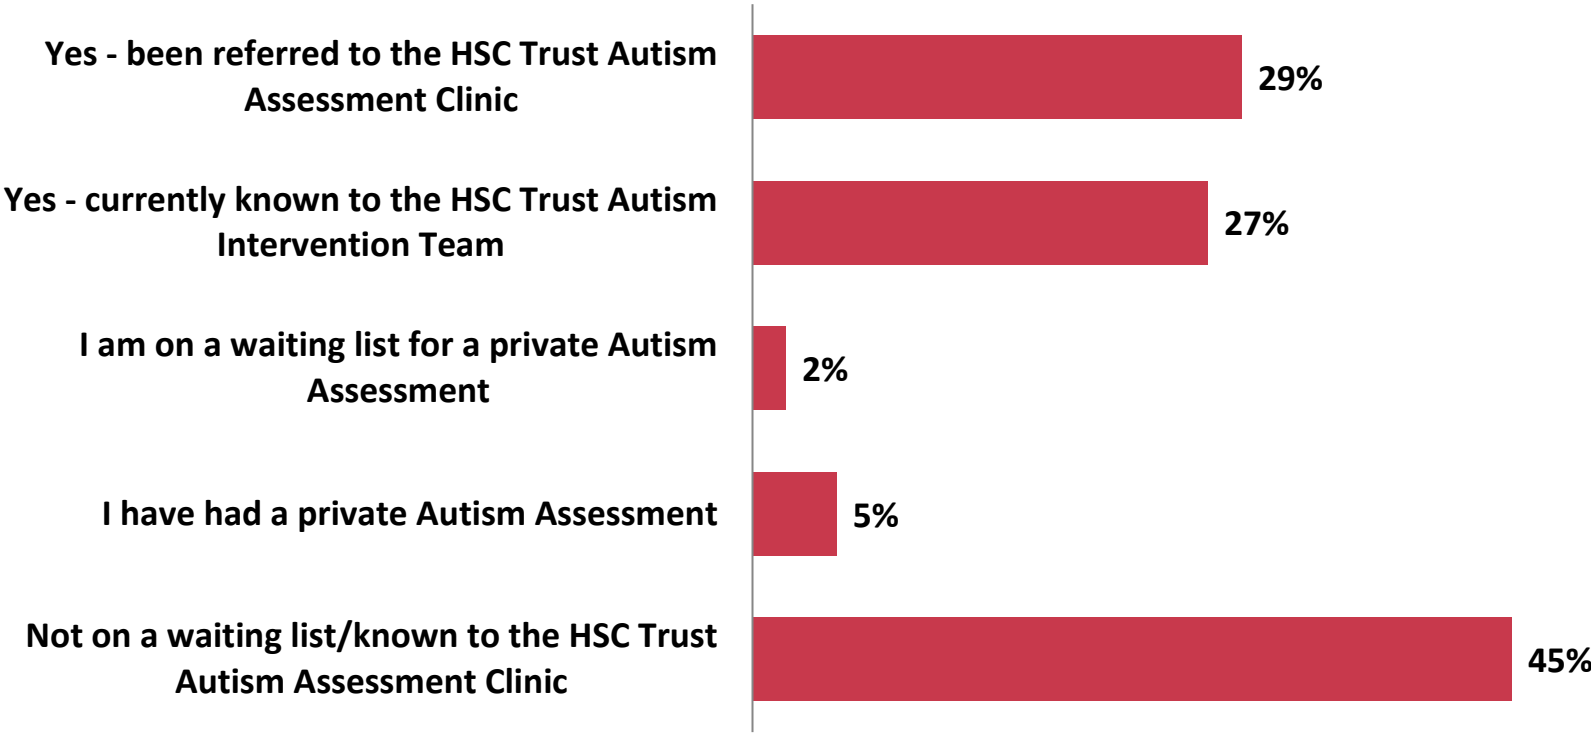 Yes - been referred to the HSC Trust Autism
Assessment Clinic
29%
Yes - currently known to the HSC Trust Autism
Intervention Team
27%
I am on a waiting list for a private Autism
Assessment
2%
I have had a private Autism Assessment
5%
Not on a waiting list/known to the HSC Trust
Autism Assessment Clinic
45%